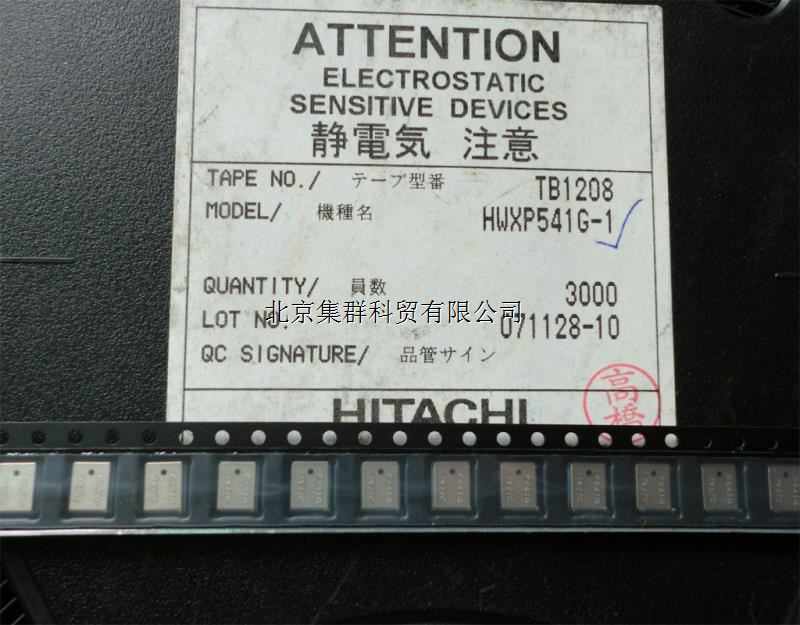 ATTENTION
ELECTROSTATIC
SENSITIVE DEVICES
静電気 注意
TAPE NO./ テープ型番 TB1208
MODEL/ 機種名 HWXP541G-1
QUANTITY/ 員数 3000
北京集群科贸有限公司
LOT NO. 071128-10
QC SIGNATURE/ 品管サイン
高橋
HITACHI